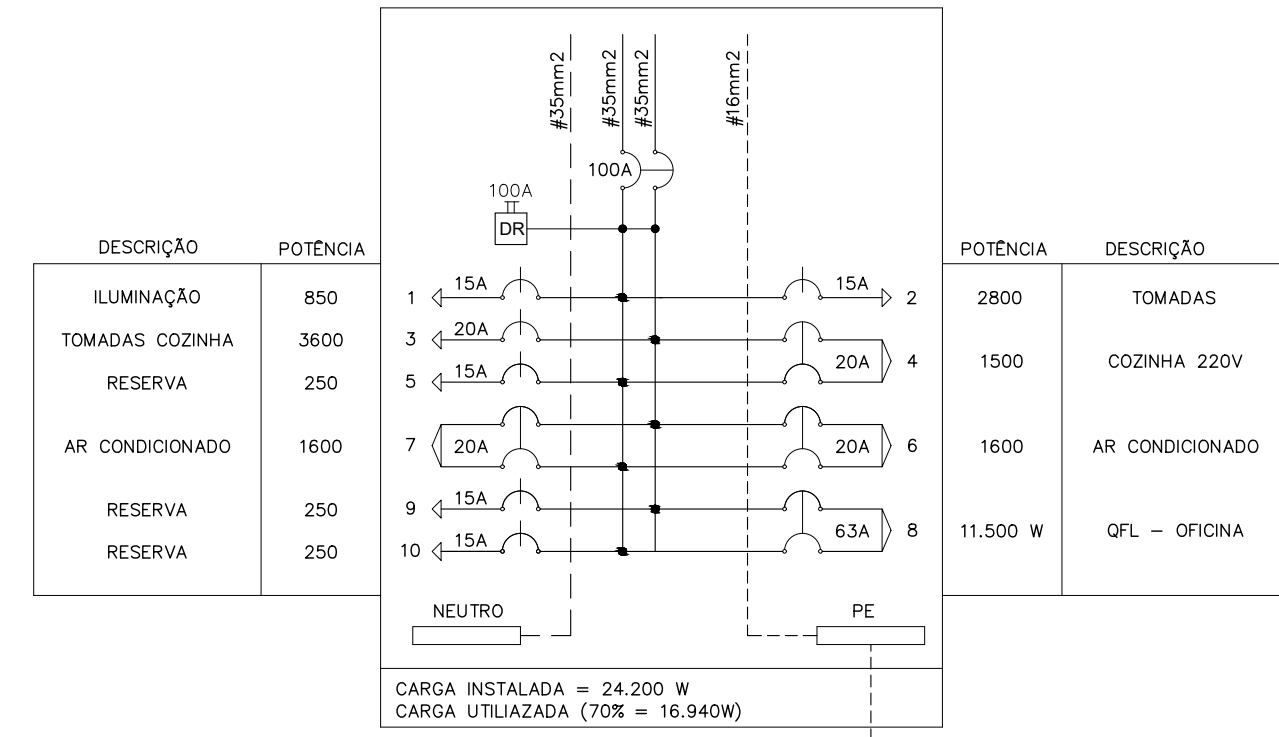 #35mm2
#35mm2
#35mm2
#16mm2
100A
100A
DR
DESCRIÇÃO POTÊNCIA
POTÊNCIA DESCRIÇÃO
ILUMINAÇÃO 850 1 15A 15A 2 2800 TOMADAS
TOMADAS COZINHA 3600 3 20A
20A 4 1500 COZINHA 220V
RESERVA 250 5 15A
AR CONDICIONADO 1600 7 20A 20A 6 1600 AR CONDICIONADO
RESERVA 250 9 15A
63A 8 11.500 W QFL – OFICINA
RESERVA 250 10 15A
NEUTRO PE
CARGA INSTALADA = 24.200 W
CARGA UTILIAZADA (70% = 16.940W)